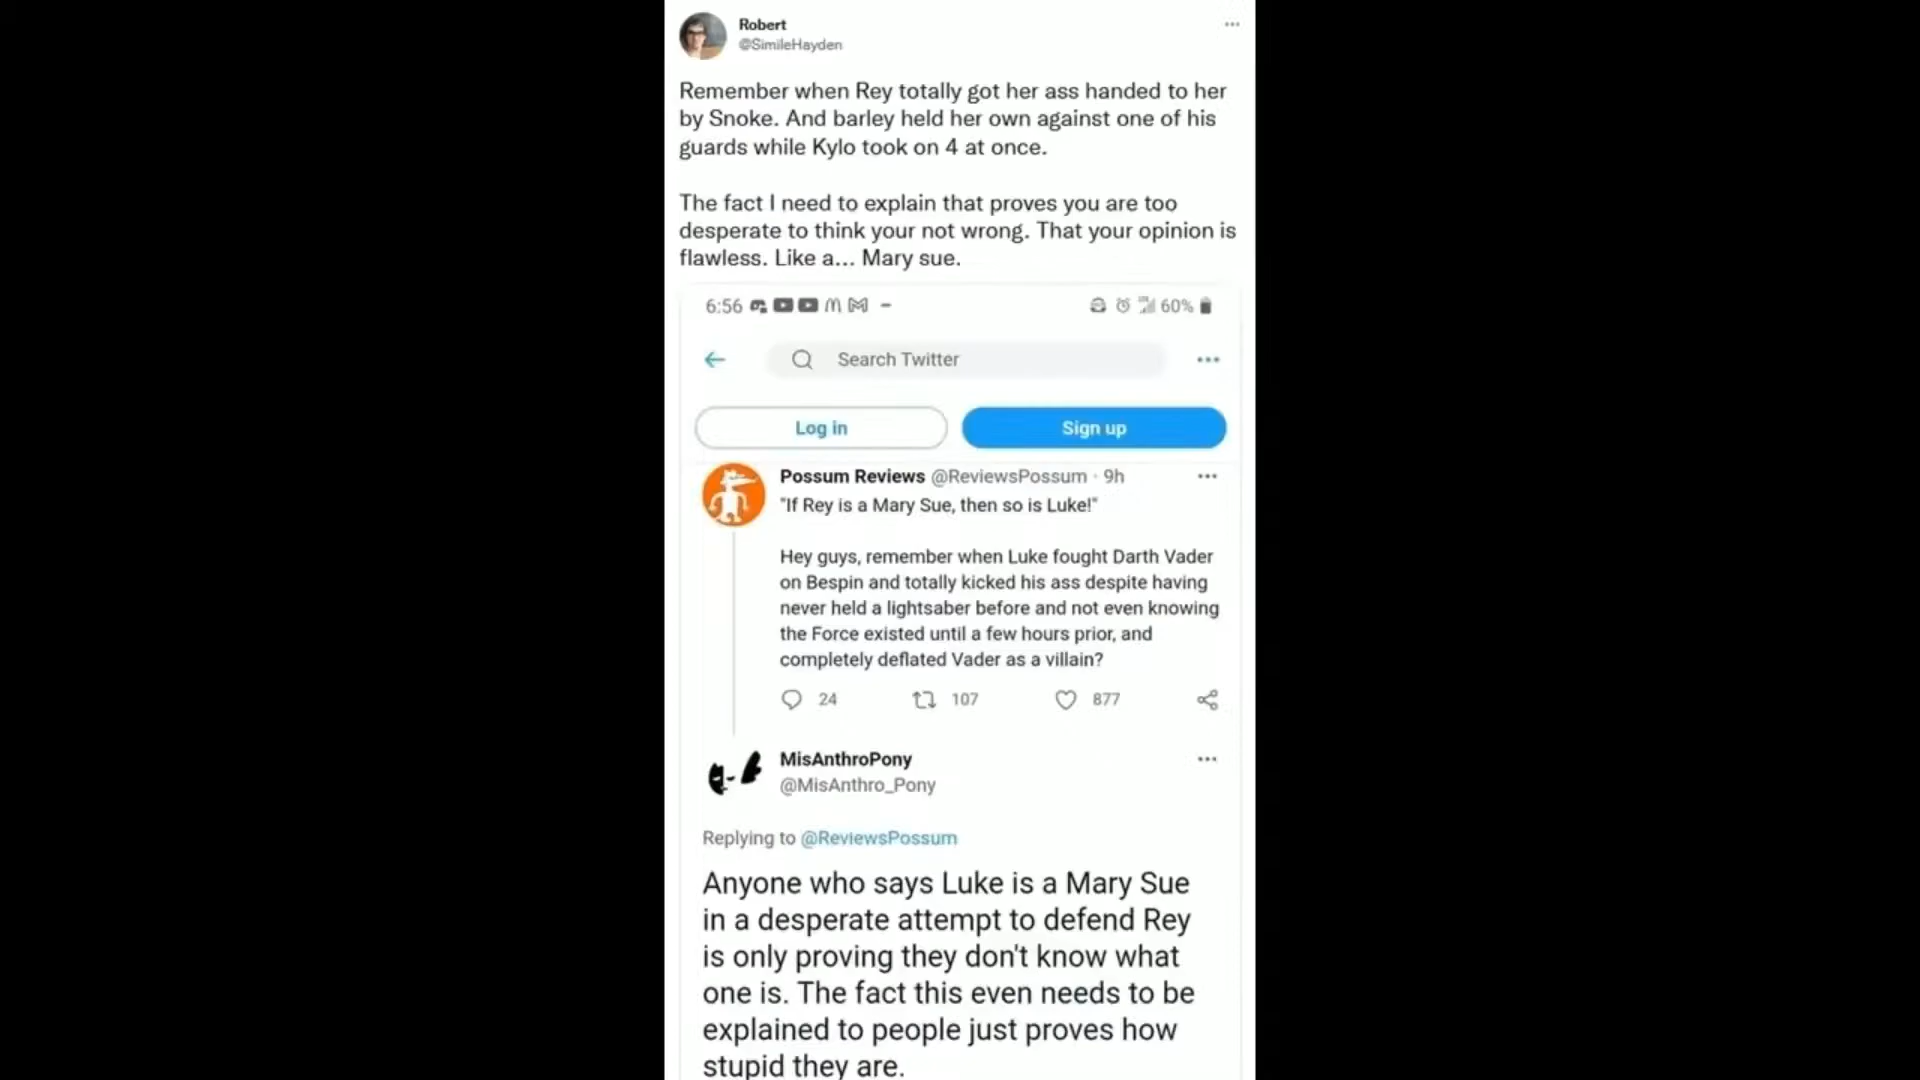 Robert
@SimileHayden
Remember when Rey totally got her ass handed to her
by Snoke. And barley held her own against one of his
guards while Kylo took on 4 at once.
The fact I need to explain that proves you are too
desperate to think your not wrong. That your opinion is
flawless. Like a... Mary sue.
6:56
60%
Search Twitter
Log in
Sign up
Possum Reviews @ReviewsPossum · 9h
"If Rey is a Mary Sue, then so is Luke!"
Hey guys, remember when Luke fought Darth Vader
on Bespin and totally kicked his ass despite having
never held a lightsaber before and not even knowing
the Force existed until a few hours prior, and
completely deflated Vader as a villain?
24 107 877
MisAnthroPony
@MisAnthro_Pony
Replying to @ReviewsPossum
Anyone who says Luke is a Mary Sue
in a desperate attempt to defend Rey
is only proving they don't know what
one is. The fact this even needs to be
explained to people just proves how
stupid they are.